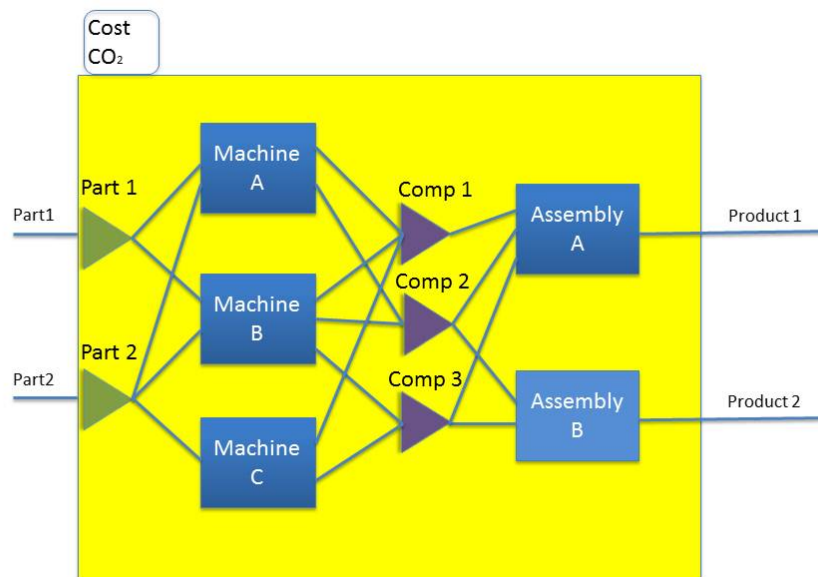 Cost
CO₂
Part1
Part 1
Machine
A
Comp 1
Assembly
A
Product 1
Machine
B
Comp 2
Part2
Part 2
Machine
C
Comp 3
Assembly
B
Product 2